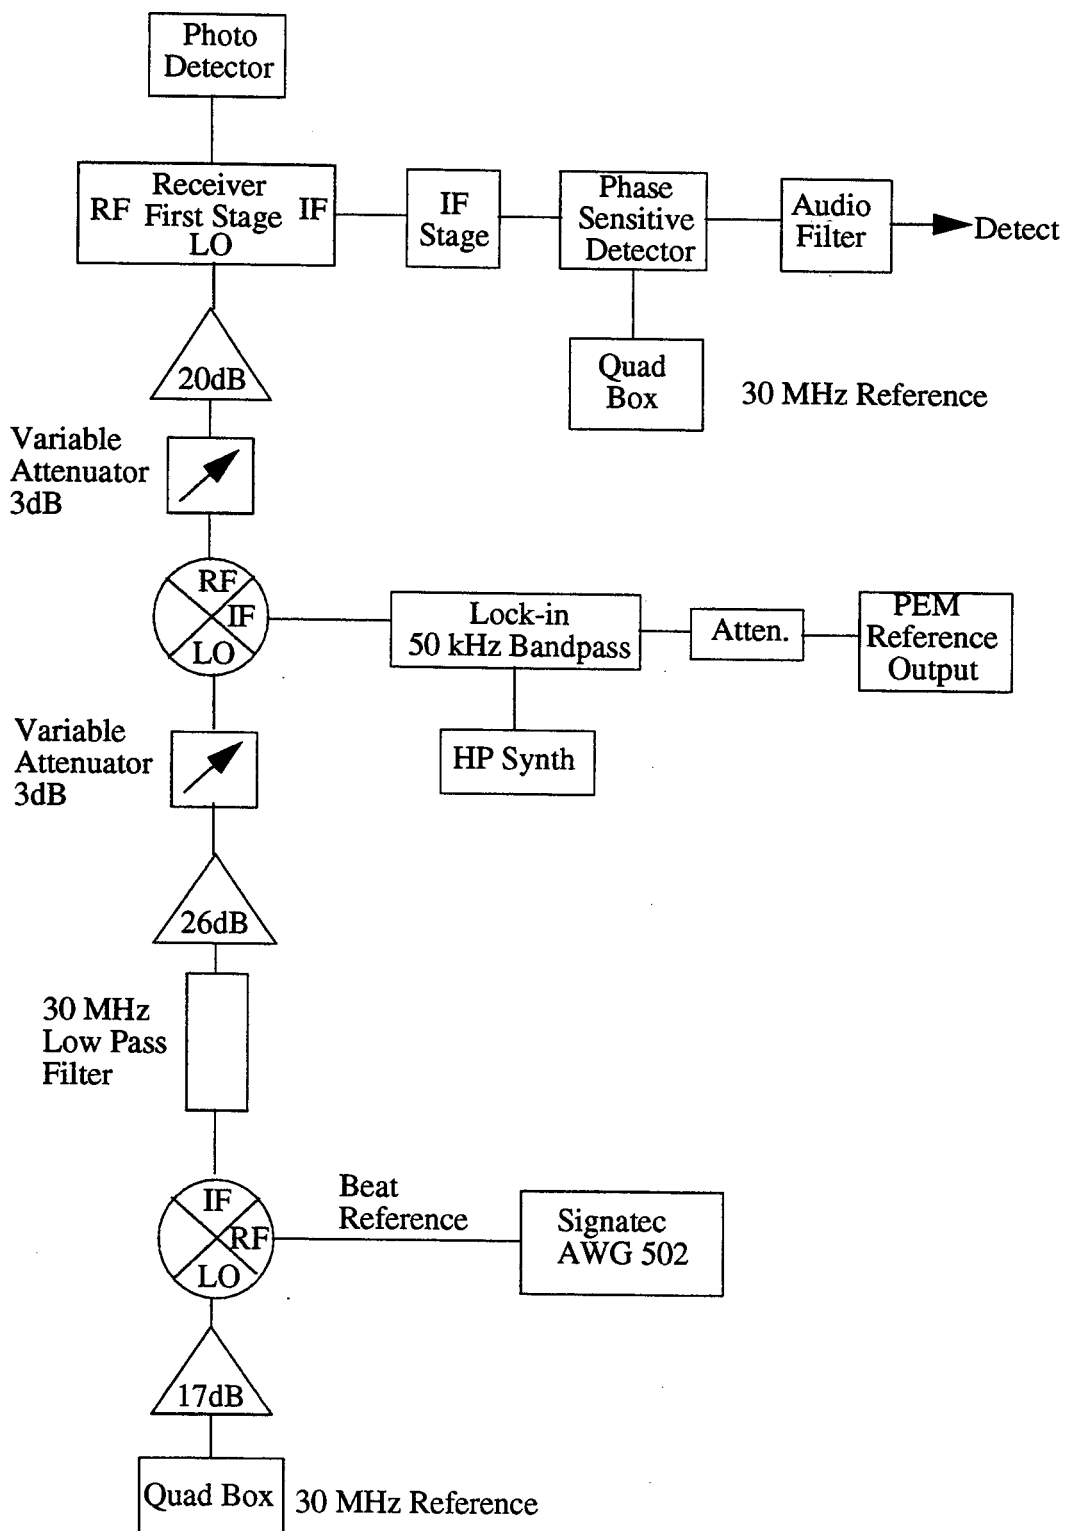 Photo
Detector
Receiver
RF First Stage IF
LO
IF
Stage
Phase
Sensitive
Detector
Audio
Filter
Detect
20dB
Quad
Box
30 MHz Reference
Variable
Attenuator
3dB
RF
IF
LO
Lock-in
50 kHz Bandpass
Atten.
PEM
Reference
Output
HP Synth
Variable
Attenuator
3dB
26dB
30 MHz
Low Pass
Filter
IF
RF
LO
Beat
Reference
Signatec
AWG 502
17dB
Quad Box
30 MHz Reference